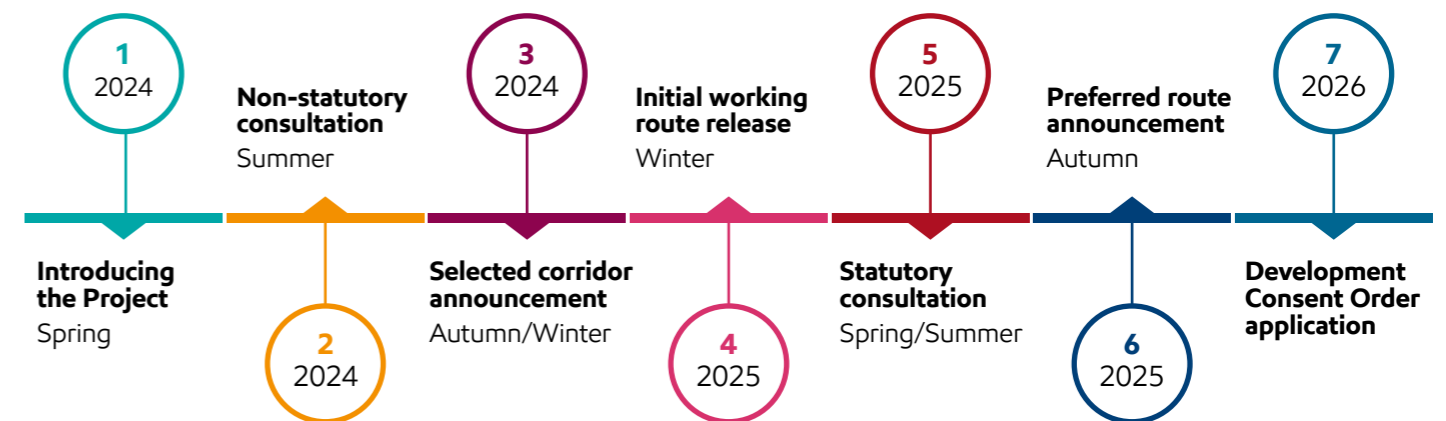 1
2024
Introducing
the Project
Spring
Non-statutory
consultation
Summer
2
2024
3
2024
Selected corridor
announcement
Autumn/Winter
Initial working
route release
Winter
4
2025
5
2025
Statutory
consultation
Spring/Summer
Preferred route
announcement
Autumn
6
2025
7
2026
Development
Consent Order
application